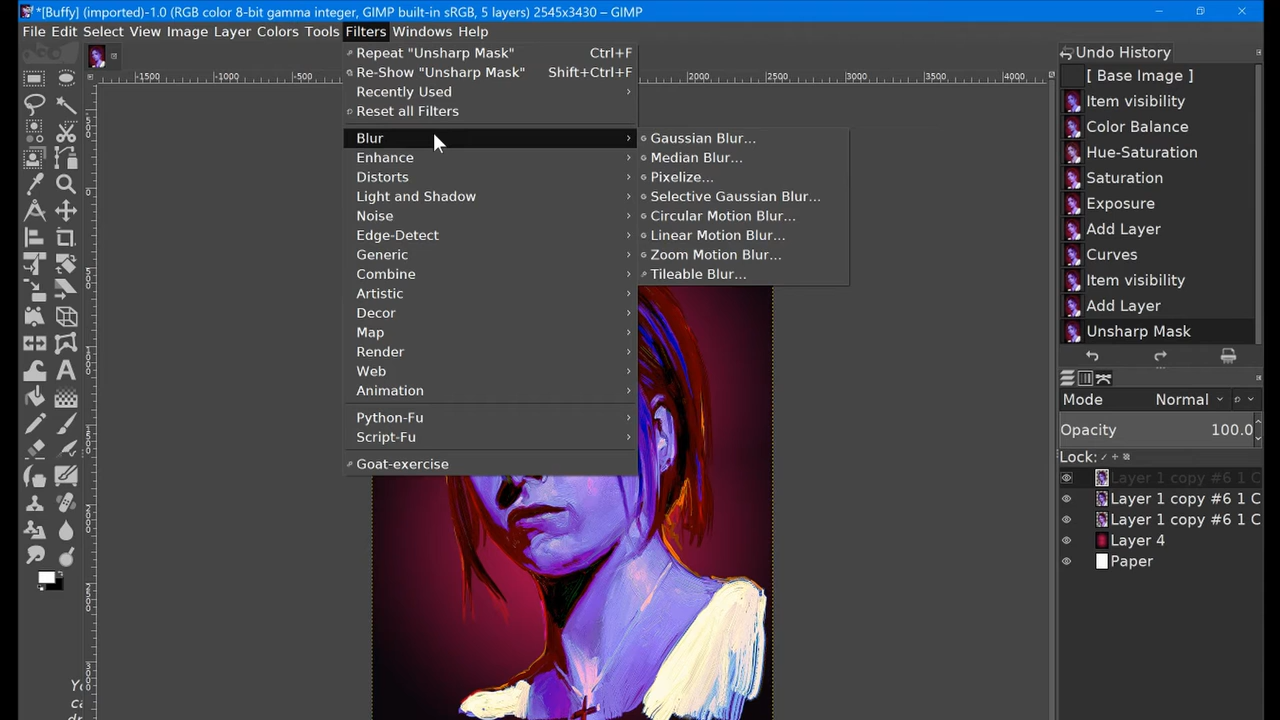 *[Buffy] (imported)-1.0 (RGB color 8-bit gamma integer, GIMP built-in sRGB, 5 layers) 2545x3430 – GIMP
File Edit Select View Image Layer Colors Tools Filters Windows Help
-1500 -1000 -500 2000 2500 3000 3500 4000
Repeat "Unsharp Mask" Ctrl+F
Re-Show "Unsharp Mask" Shift+Ctrl+F
Recently Used
Reset all Filters
Blur
Enhance
Distorts
Light and Shadow
Noise
Edge-Detect
Generic
Combine
Artistic
Decor
Map
Render
Web
Animation
Python-Fu
Script-Fu
Goat-exercise
Gaussian Blur...
Median Blur...
Pixelize...
Selective Gaussian Blur...
Circular Motion Blur...
Linear Motion Blur...
Zoom Motion Blur...
Tileable Blur...
Undo History
[ Base Image ]
Item visibility
Color Balance
Hue-Saturation
Saturation
Exposure
Add Layer
Curves
Item visibility
Add Layer
Unsharp Mask
Mode Normal
Opacity 100.0
Lock:
Layer 1 copy #6 1 C
Layer 1 copy #6 1 C
Layer 1 copy #6 1 C
Layer 4
Paper